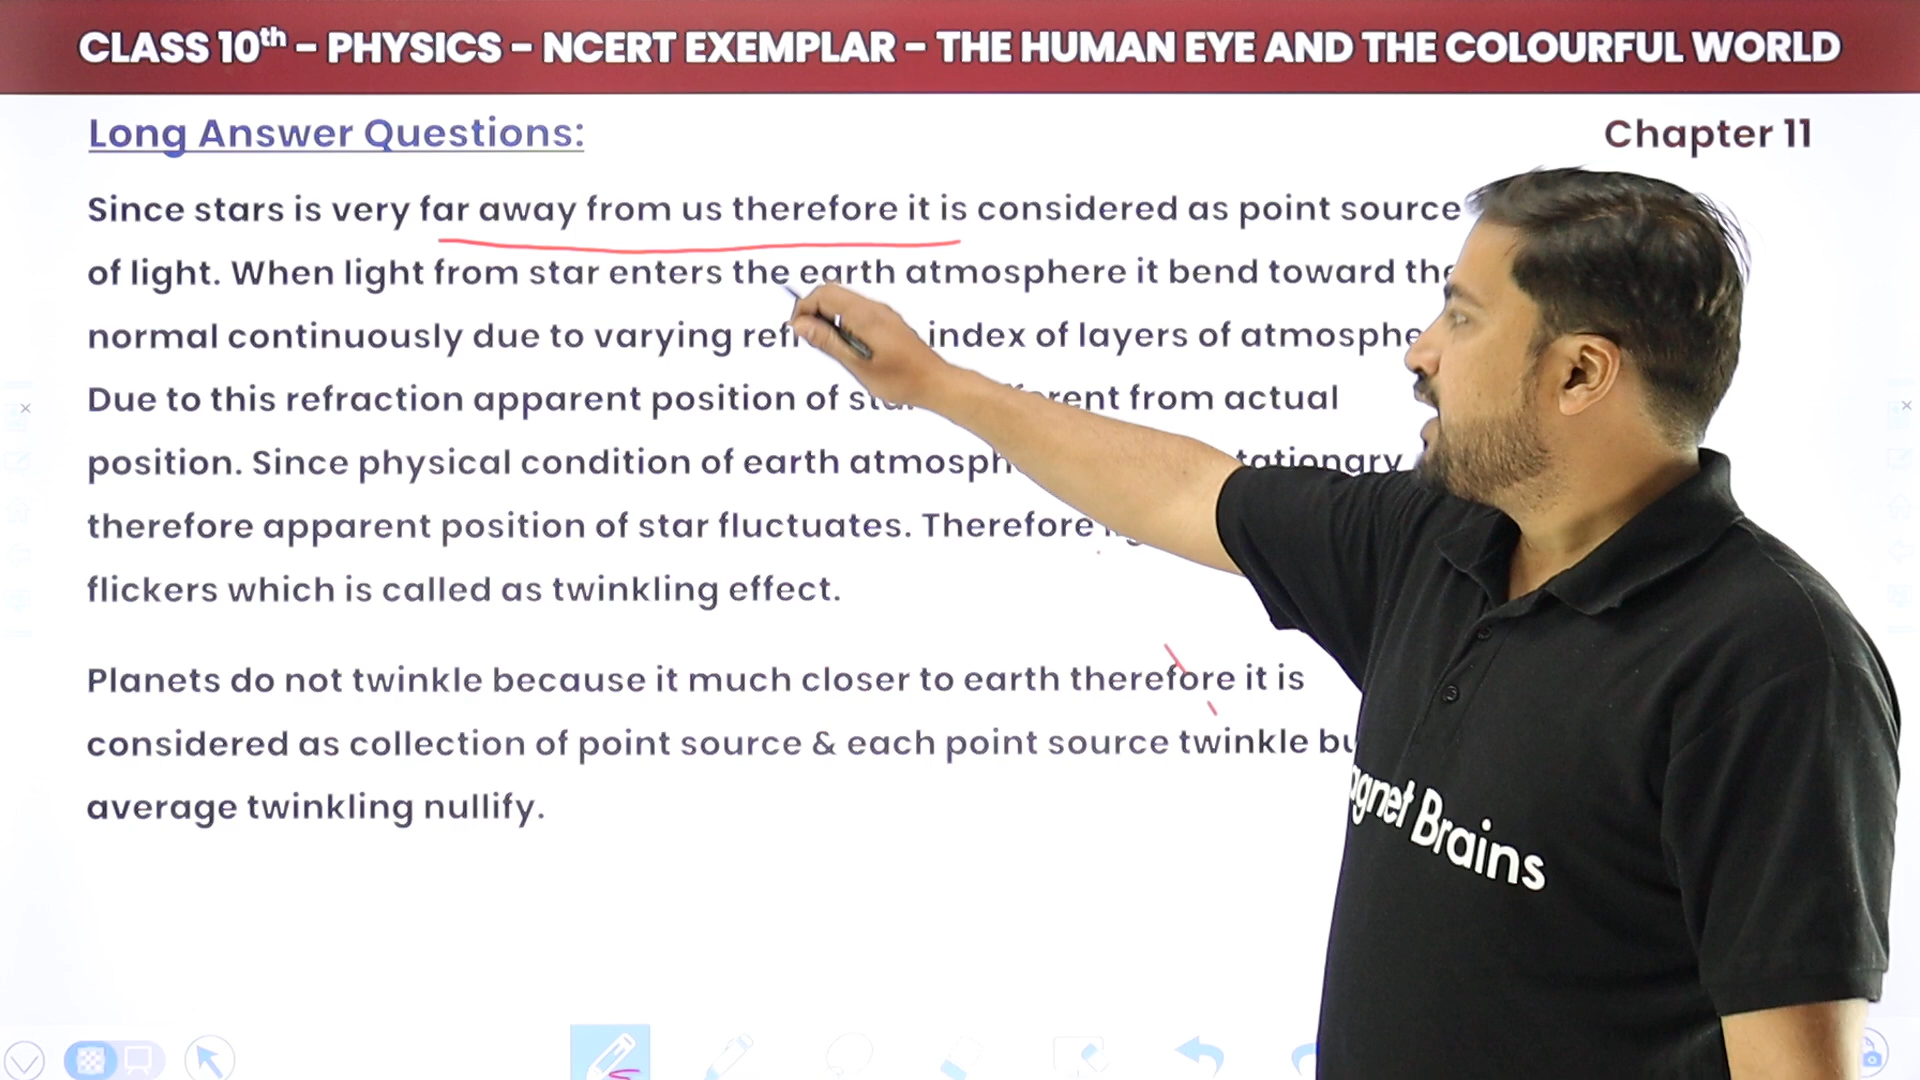 CLASS 10th – PHYSICS – NCERT EXEMPLAR – THE HUMAN EYE AND THE COLOURFUL WORLD
Long Answer Questions:
Chapter 11
Since stars is very far away from us therefore it is considered as point source
of light. When light from star enters the earth atmosphere it bend toward the
normal continuously due to varying index of layers of
Due to this refraction apparent position of from actual
position. Since physical condition of earth
therefore apparent position of star fluctuates. Therefore
flickers which is called as twinkling effect.
Planets do not twinkle because it much closer to earth therefore it is
considered as collection of point source & each point source twinkle
average twinkling nullify.
Brains